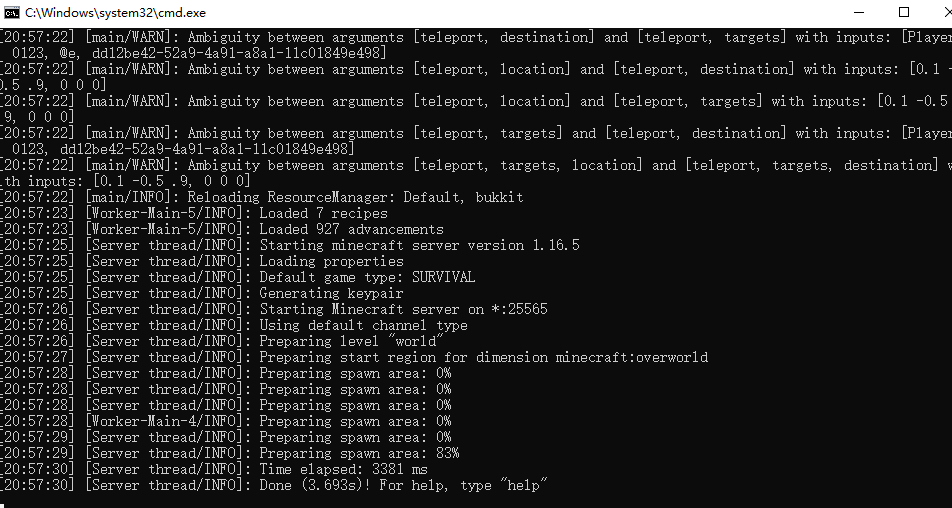 C:\Windows\system32\cmd.exe
[20:57:22] [main/WARN]: Ambiguity between arguments [teleport, destination] and [teleport, targets] with inputs: [Player
0123, @e, dd12be42-52a9-4a91-a8a1-11c01849e498]
[20:57:22] [main/WARN]: Ambiguity between arguments [teleport, location] and [teleport, destination] with inputs: [0.1 -
0.5 .9, 0 0 0]
[20:57:22] [main/WARN]: Ambiguity between arguments [teleport, location] and [teleport, targets] with inputs: [0.1 -0.5
.9, 0 0 0]
[20:57:22] [main/WARN]: Ambiguity between arguments [teleport, targets] and [teleport, destination] with inputs: [Player
0123, dd12be42-52a9-4a91-a8a1-11c01849e498]
[20:57:22] [main/WARN]: Ambiguity between arguments [teleport, targets, location] and [teleport, targets, destination] w
ith inputs: [0.1 -0.5 .9, 0 0 0]
[20:57:22] [main/INFO]: Reloading ResourceManager: Default, bukkit
[20:57:23] [Worker-Main-5/INFO]: Loaded 7 recipes
[20:57:23] [Worker-Main-5/INFO]: Loaded 927 advancements
[20:57:25] [Server thread/INFO]: Starting minecraft server version 1.16.5
[20:57:25] [Server thread/INFO]: Loading properties
[20:57:25] [Server thread/INFO]: Default game type: SURVIVAL
[20:57:25] [Server thread/INFO]: Generating keypair
[20:57:26] [Server thread/INFO]: Starting Minecraft server on *:25565
[20:57:26] [Server thread/INFO]: Using default channel type
[20:57:26] [Server thread/INFO]: Preparing level "world"
[20:57:27] [Server thread/INFO]: Preparing start region for dimension minecraft:overworld
[20:57:28] [Server thread/INFO]: Preparing spawn area: 0%
[20:57:28] [Server thread/INFO]: Preparing spawn area: 0%
[20:57:28] [Server thread/INFO]: Preparing spawn area: 0%
[20:57:28] [Worker-Main-4/INFO]: Preparing spawn area: 0%
[20:57:29] [Server thread/INFO]: Preparing spawn area: 0%
[20:57:29] [Server thread/INFO]: Preparing spawn area: 83%
[20:57:30] [Server thread/INFO]: Time elapsed: 3381 ms
[20:57:30] [Server thread/INFO]: Done (3.693s)! For help, type "help"